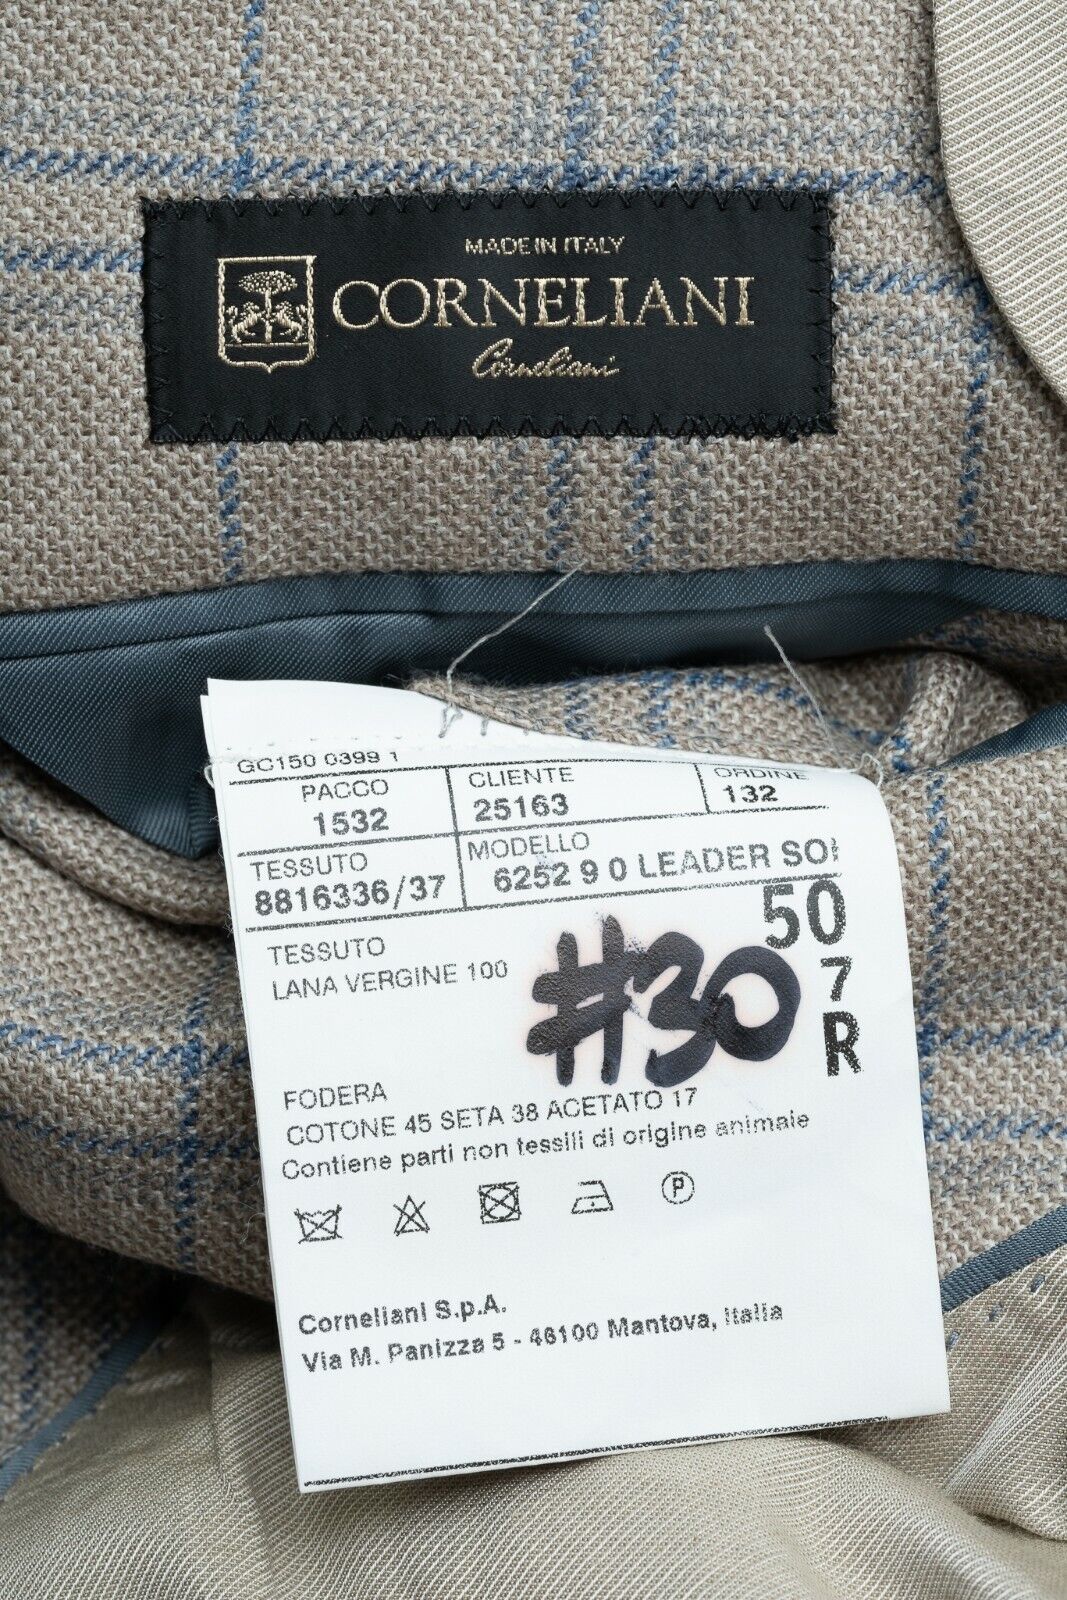 MADE IN ITALY
CORNELIANI
Corneliani
GC150 0399 1
PACCO
1532
CLIENTE
25163
ORDINE
132
TESSUTO
8816336/37
MODELLO
6252 9 0 LEADER SO
50
7
R
#30
TESSUTO
LANA VERGINE 100
FODERA
COTONE 45 SETA 38 ACETATO 17
Contiene parti non tessili di origine animale
P
Corneliani S.p.A.
Via M. Panizza 5 - 46100 Mantova, Italia